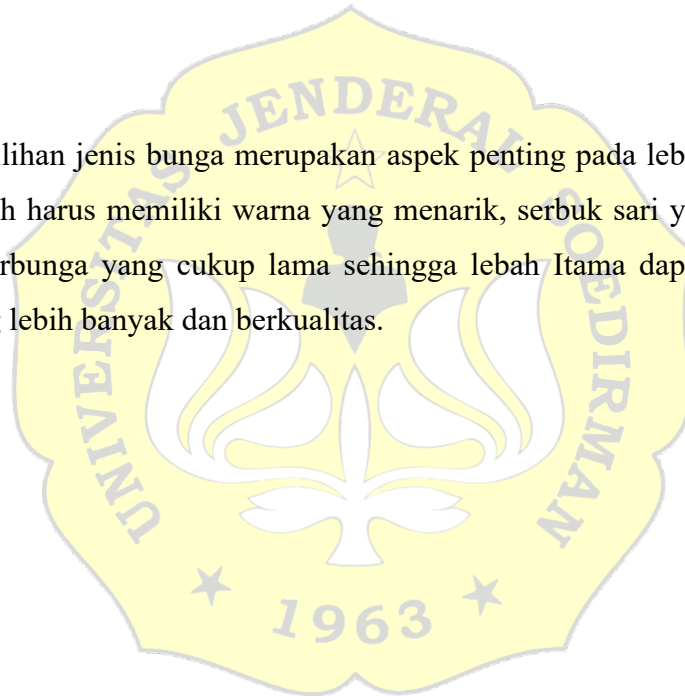 UNIVERSITAS JENDERAL SOEDIRMAN
ilihan jenis bunga merupakan aspek penting pada leb
h harus memiliki warna yang menarik, serbuk sari y
rbunga yang cukup lama sehingga lebah Itama dap
g lebih banyak dan berkualitas.
1963